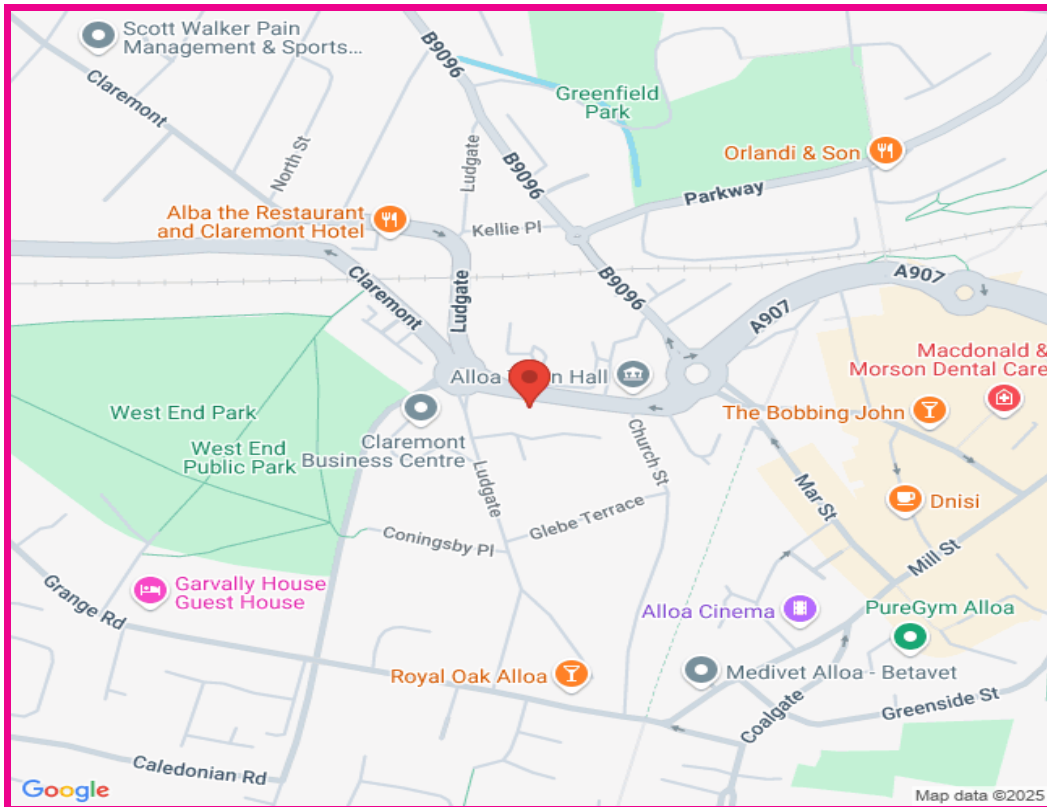 Scott Walker Pain
Management & Sports...
B9096
Claremont
Greenfield
Park
North St
Ludgate
B9096
Orlandi & Son
Parkway
Alba the Restaurant
and Claremont Hotel
Kellie Pl
Claremont
Ludgate
B9096
A907
A907
Macdonald &
Morson Dental Care
Alloa
Hall
West End Park
The Bobbing John
West End
Public Park
Claremont
Business Centre
Church St
Ludgate
Mar St
Dnisi
Glebe Terrace
Coningsby Pl
Mill St
Garvally House
Guest House
Grange Rd
Alloa Cinema
PureGym Alloa
Royal Oak Alloa
Medivet Alloa - Betavet
Greenside St
Coalgate
Caledonian Rd
Google
Map data ©2025